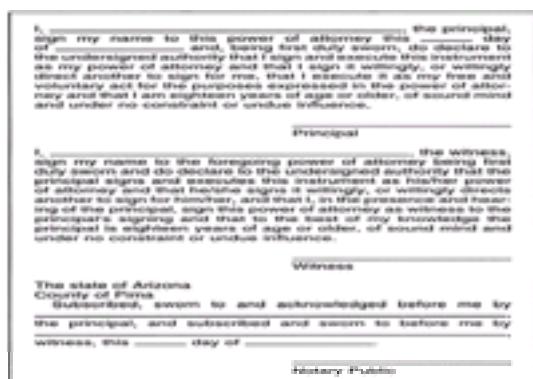 I, ____________________, the principal,
sign my name to this power of attorney this ______ day
of ______________ and, being first duly sworn, do declare to
the undersigned authority that I sign and execute this instrument
as my power of attorney and that I sign it willingly, or willingly
direct another to sign for me, that I execute it as my free and
voluntary act for the purposes expressed in the power of attor-
ney and that I am eighteen years of age or older, of sound mind
and under no constraint or undue influence.
Principal
I, ____________________ the witness,
sign my name to the foregoing power of attorney being first
duly sworn and do declare to the undersigned authority that the
principal signs and executes this instrument as his/her power
of attorney and that he/she signs it willingly, or willingly directs
another to sign for him/her, and that I, in the presence and hear-
ing of the principal, sign this power of attorney as witness to the
principal's signing and that to the best of my knowledge the
principal is eighteen years of age or older, of sound mind and
under no constraint or undue influence.
Witness
The state of Arizona
County of Pima
Subscribed, sworn to and acknowledged before me by
the principal, and subscribed and sworn to before me by
witness, this ______ day of ______________
Notary Public